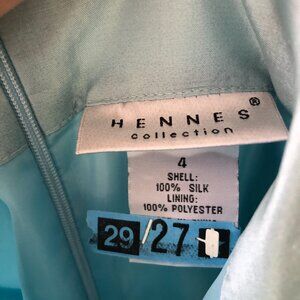 HENNES®
collection
4
SHELL:
100% SILK
LINING:
100% POLYESTER
29/27